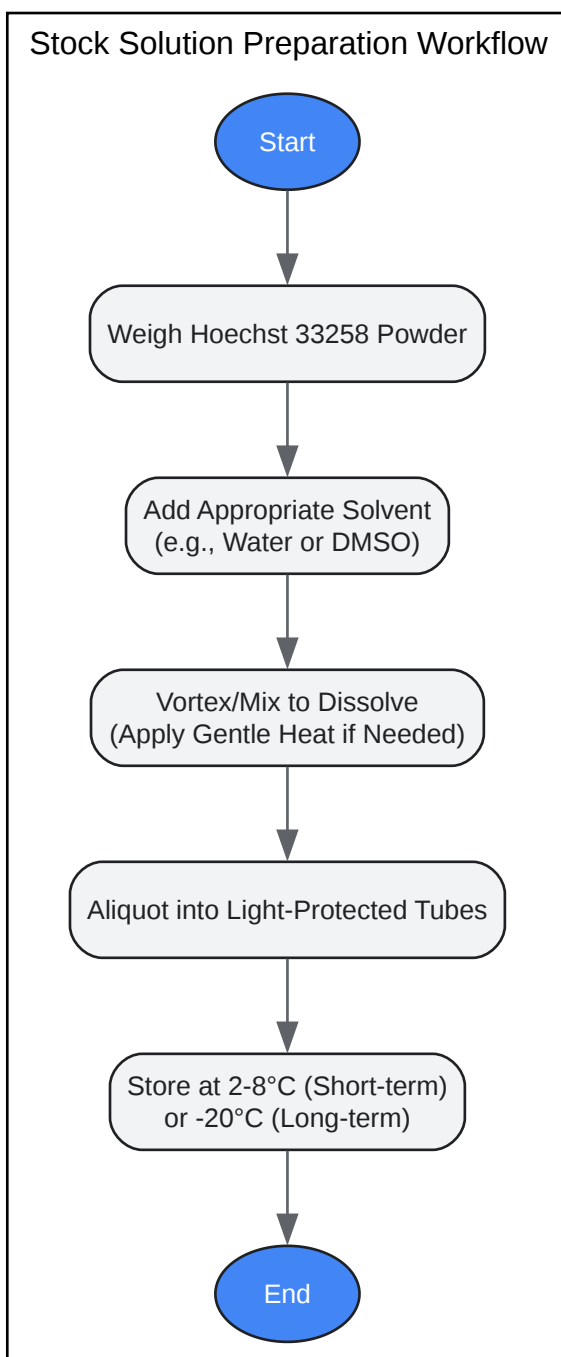 Stock Solution Preparation Workflow
Start
Weigh Hoechst 33258 Powder
Add Appropriate Solvent
(e.g., Water or DMSO)
Vortex/Mix to Dissolve
(Apply Gentle Heat if Needed)
Aliquot into Light-Protected Tubes
Store at 2-8°C (Short-term)
or -20°C (Long-term)
End